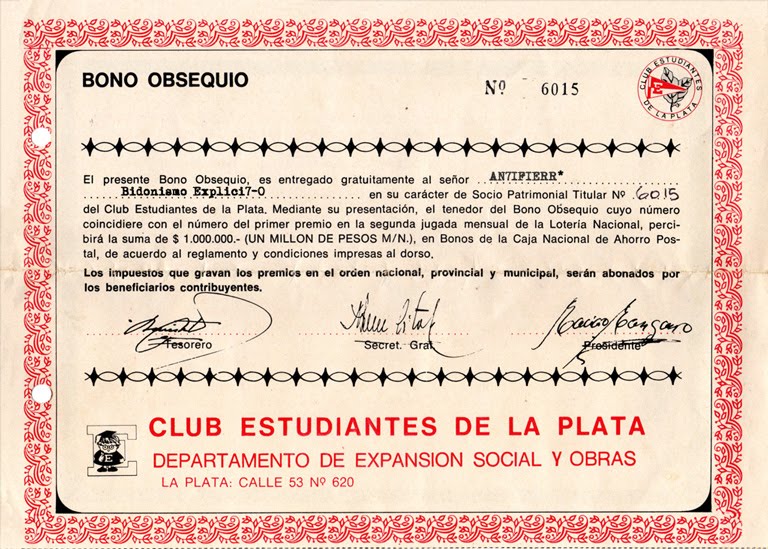 BONO OBSEQUIO
Nº 6015
CLUB ESTUDIANTES
DE LA PLATA
El presente Bono Obsequio, es entregado gratuitamente al señor ..AN7IFIERR*
Bidonismo Explici7-0 en su carácter de Socio Patrimonial Titular Nº 6015
del Club Estudiantes de la Plata. Mediante su presentación, el tenedor del Bono Obsequio cuyo número
coincidiere con el número del primer premio en la segunda jugada mensual de la Lotería Nacional, perci-
birá la suma de $ 1.000.000.- (UN MILLON DE PESOS M/N.), en Bonos de la Caja Nacional de Ahorro Pos-
tal, de acuerdo al reglamento y condiciones impresas al dorso.
Los impuestos que gravan los premios en el orden nacional, provincial y municipal, serán abonados por
los beneficiarios contribuyentes.
Tesorero
Secret. Gral
Presidente
E
CLUB ESTUDIANTES DE LA PLATA
DEPARTAMENTO DE EXPANSION SOCIAL Y OBRAS
LA PLATA: CALLE 53 Nº 620